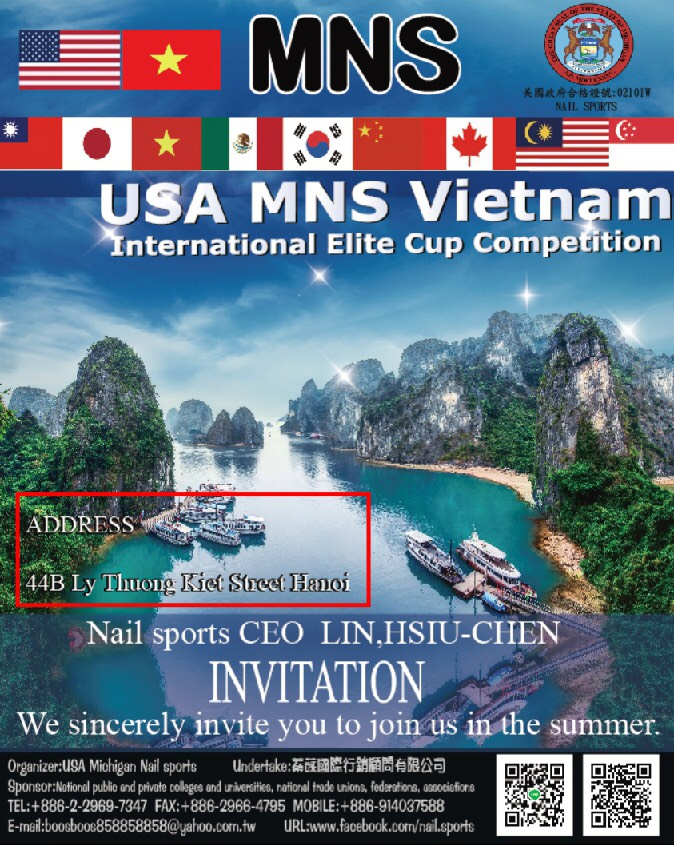 MNS
美國政府合格證號:02101W
NAIL SPORTS
USA MNS Vietnam
International Elite Cup Competition
ADDRESS
44B Ly Thuong Kiet Street Hanoi
Nail sports CEO LIN,HSIU-CHEN
INVITATION
We sincerely invite you to join us in the summer.
Organizer:USA Michigan Nail sports Undertake:蔡匯國際行銷顧問有限公司
Sponsor:National public and private colleges and universities, national trade unions, federations, associations
TEL:+886-2-2969-7347 FAX:+886-2966-4795 MOBILE:+886-914037588
E-mail:boosboos858858858@yahoo.com.tw URL:www.facebook.com/nail.sports